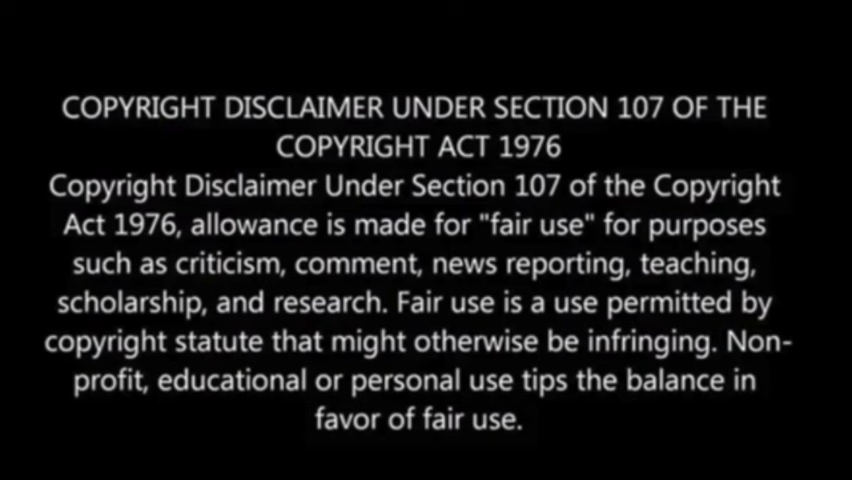 COPYRIGHT DISCLAIMER UNDER SECTION 107 OF THE
COPYRIGHT ACT 1976
Copyright Disclaimer Under Section 107 of the Copyright
Act 1976, allowance is made for "fair use" for purposes
such as criticism, comment, news reporting, teaching,
scholarship, and research. Fair use is a use permitted by
copyright statute that might otherwise be infringing. Non-
profit, educational or personal use tips the balance in
favor of fair use.